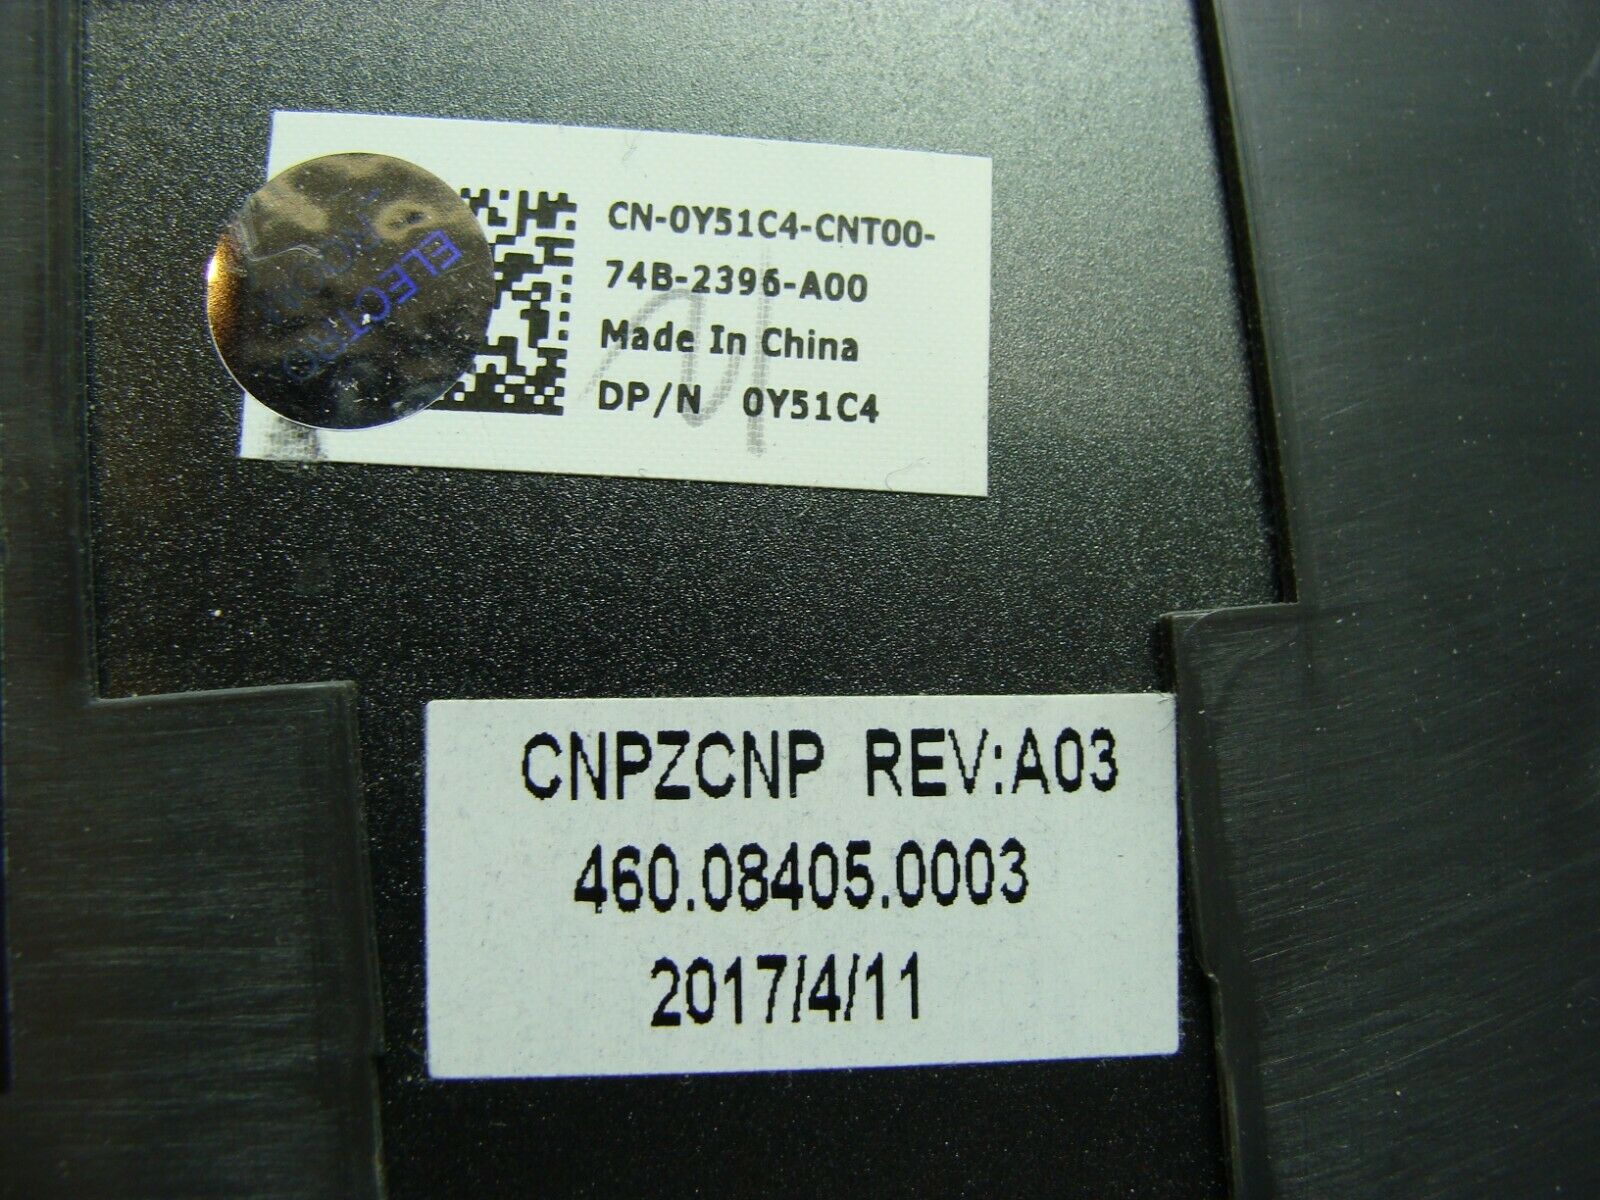 CN-0Y51C4-CNT00-
74B-2396-A00
Made In China
DP/N 0Y51C4
ELECTRO
CNPZCNP REV:A03
460.08405.0003
2017/4/11